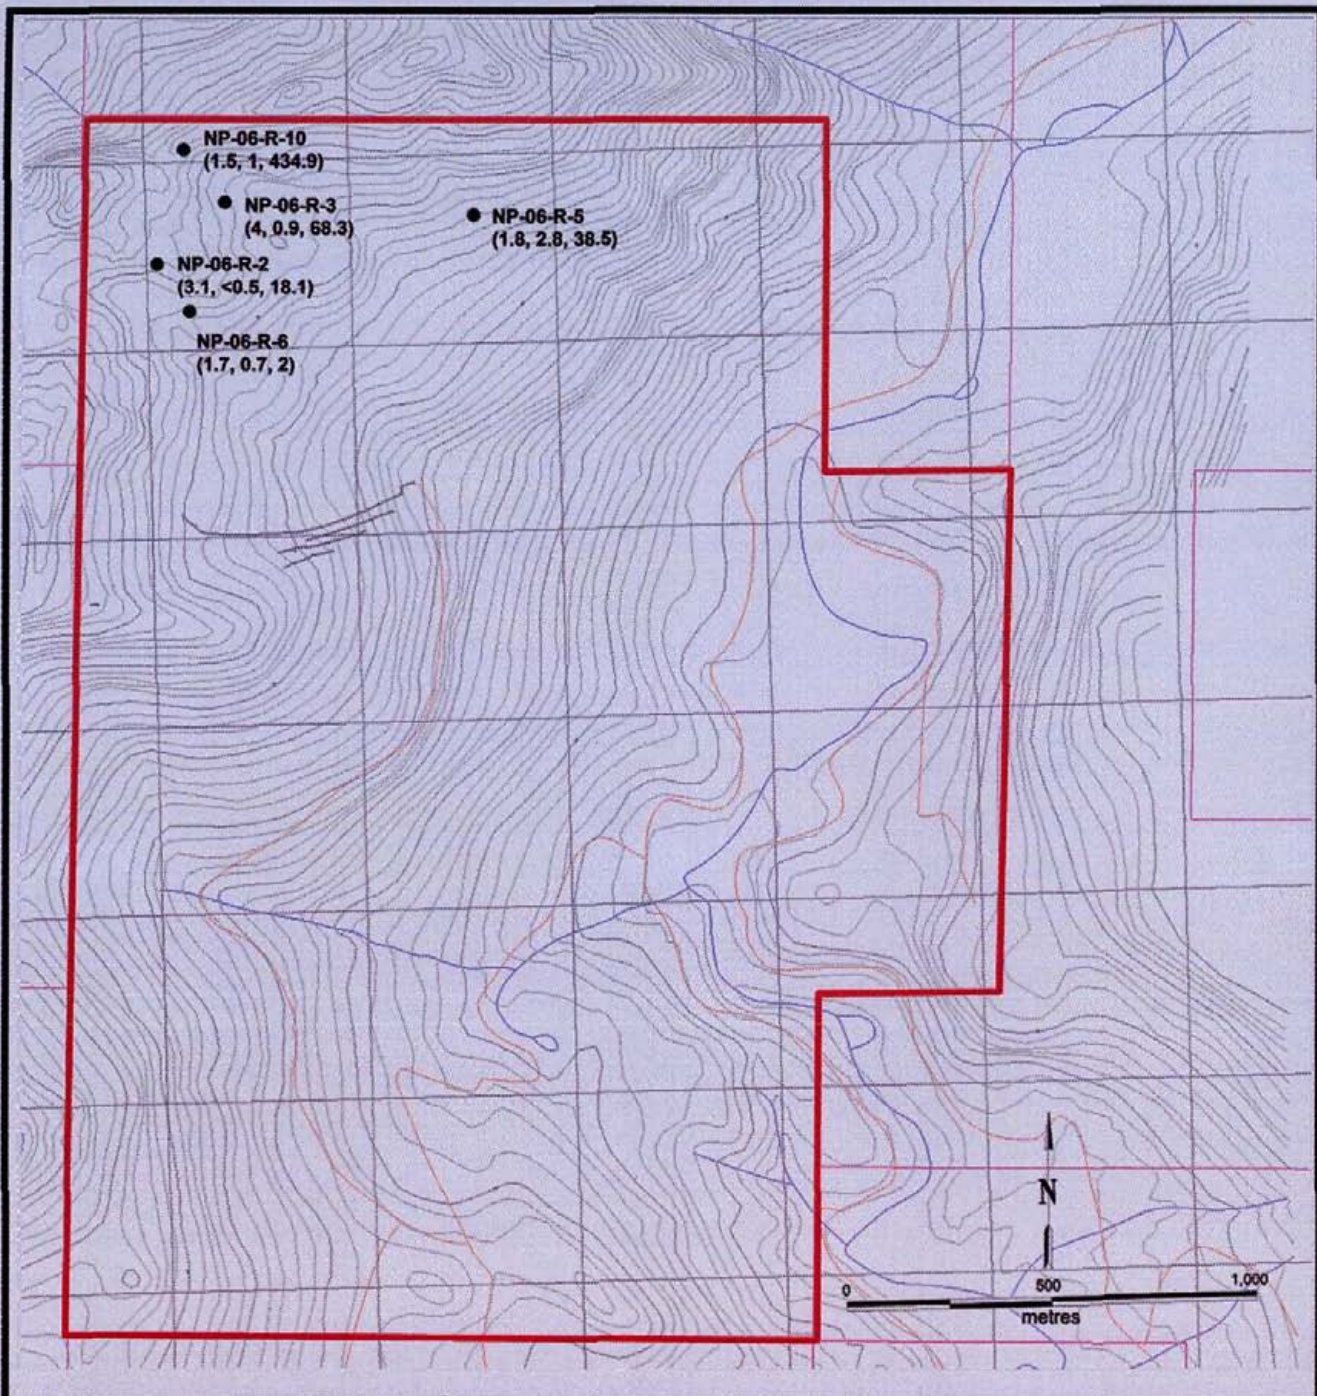 NP-06-R-10
(1.5, 1, 434.9)
NP-06-R-3
(4, 0.9, 68.3)
NP-06-R-5
(1.8, 2.8, 38.5)
NP-06-R-2
(3.1, <0.5, 18.1)
NP-06-R-6
(1.7, 0.7, 2)
N
0 500 1,000
metres